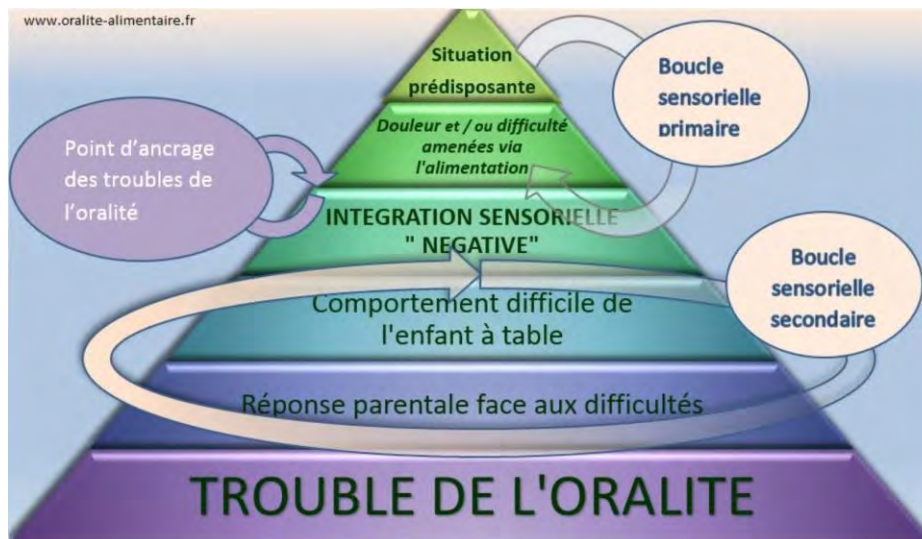 www.oralite-alimentaire.fr
Situation
prédisposante
Boucle
sensorielle
primaire
Douleur et / ou difficulté
amenées via
l'alimentation
Point d'ancrage
des troubles de
l'oralité
INTEGRATION SENSORIELLE
" NEGATIVE"
Boucle
sensorielle
secondaire
Comportement difficile de
l'enfant à table
Réponse parentale face aux difficultés
TROUBLE DE L'ORALITE